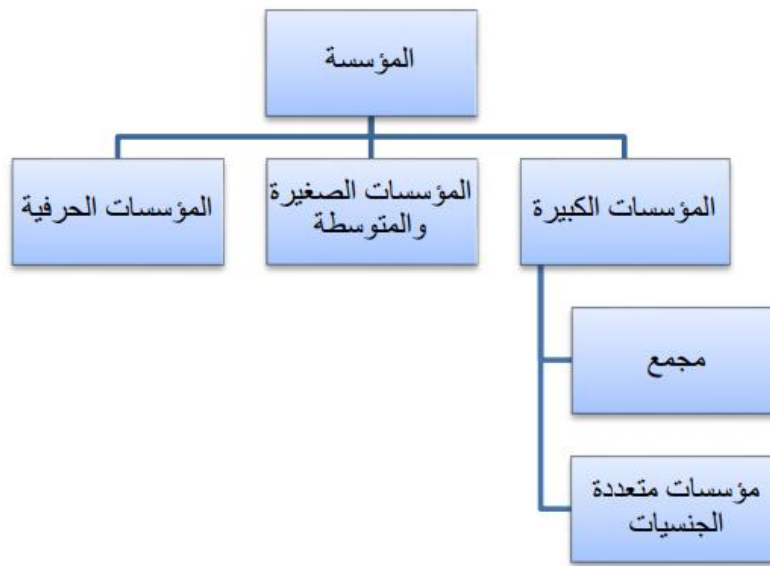 المؤسسة
المؤسسات الكبيرة
المؤسسات الصغيرة
والمتوسطة
المؤسسات الحرفية
مجمع
مؤسسات متعددة
الجنسيات